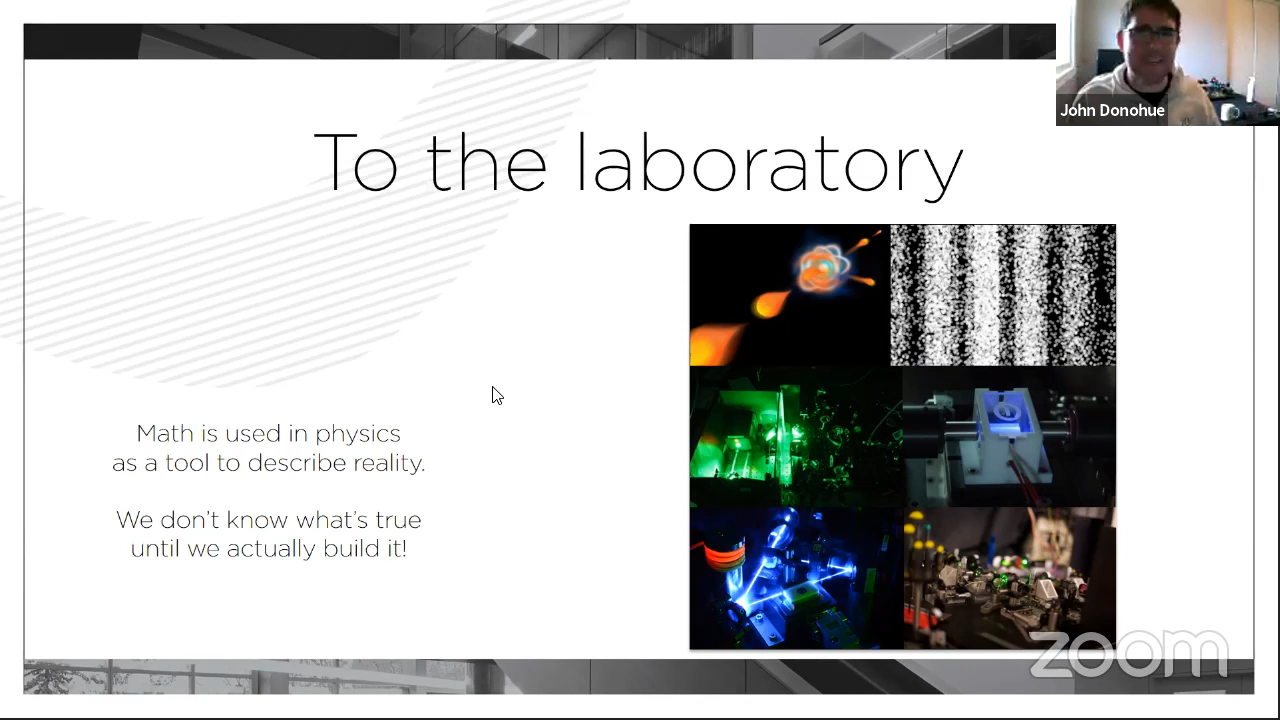 John Donohue
To the laboratory
Math is used in physics
as a tool to describe reality.
We don't know what's true
until we actually build it!
zoom